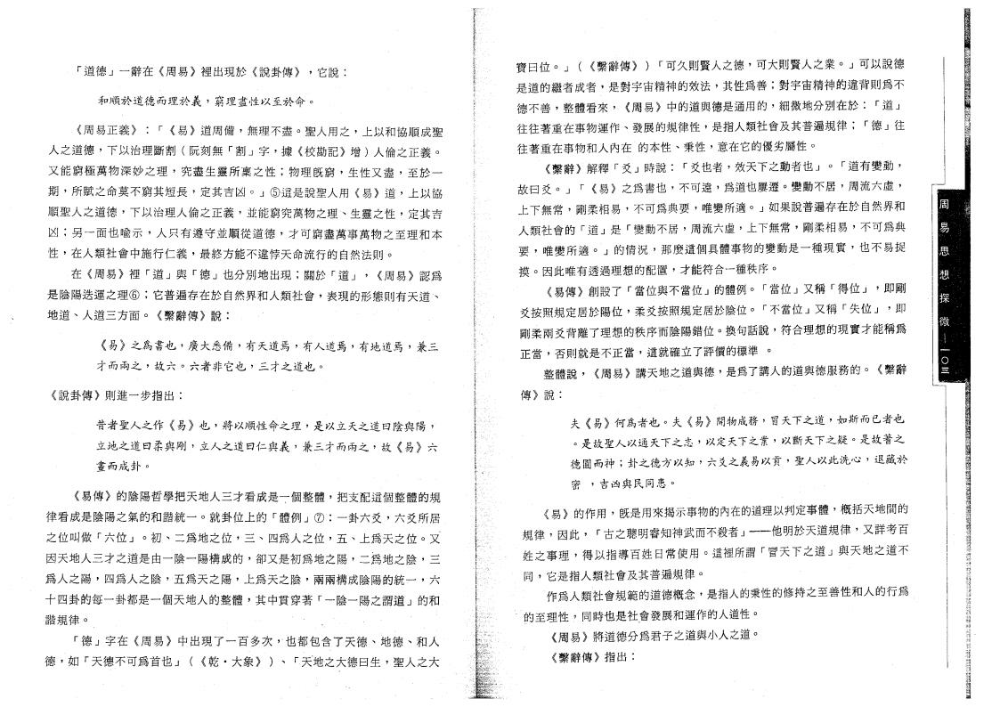 「道德」一辭在《周易》裡出現於《說卦傳》，它說：
和順於道德而理於義，窮理盡性以至於命。
《周易正義》：「《易》道周備，無理不盡。聖人用之，上以和協順成聖
人之道德，下以治理斷割（阮刻無「割」字，據《校勘記》增）人倫之正義。
又能窮極萬物深妙之理，究盡生靈所稟之性；物理旣窮，生性又盡，至於一
期，所賦之命莫不窮其短長，定其吉凶。」⑤這是說聖人用《易》道，上以協
順聖人之道德，下以治理人倫之正義，並能窮究萬物之理、生靈之性，定其吉
凶；另一面也喻示，人只有遵守並順從道德，才可窮盡萬事萬物之至理和本
性，在人類社會中施行仁義，最終方能不違悖天命流行的自然法則。
在《周易》裡「道」與「德」也分別地出現；關於「道」，《周易》認爲
是陰陽迭運之理⑥；它普遍存在於自然界和人類社會，表現的形態則有天道、
地道、人道三方面。《繫辭傳》說：
《易》之爲書也，廣大悉備，有天道焉，有人道焉，有地道焉，兼三
才而兩之，故六。六者非它也，三才之道也。
《說卦傳》則進一步指出：
昔者聖人之作《易》也，將以順性命之理，是以立天之道曰陰與陽，
立地之道曰柔與剛，立人之道曰仁與義，兼三才而兩之，故《易》六
畫而成卦。
《易傳》的陰陽哲學把天地人三才看成是一個整體，把支配這個整體的規
律看成是陰陽之氣的和諧統一。就卦位上的「體例」⑦：一卦六爻，六爻所居
之位叫做「六位」。初、二爲地之位，三、四爲人之位，五、上爲天之位。又
因天地人三才之道是由一陰一陽構成的，卻又是初爲地之陽，二爲地之陰，三
爲人之陽，四爲人之陰，五爲天之陽，上爲天之陰，兩兩構成陰陽的統一，六
十四卦的每一卦都是一個天地人的整體，其中貫穿著「一陰一陽之謂道」的和
諧規律。
「德」字在《周易》中出現了一百多次，也都包含了天德、地德、和人
德，如「天德不可爲首也」（《乾・大象》）、「天地之大德曰生，聖人之大
寶曰位。」（《繫辭傳》）「可久則賢人之德，可大則賢人之業。」可以說德
是道的繼者成者，是對宇宙精神的效法，其性爲善；對宇宙精神的違背則爲不
德不善，整體看來，《周易》中的道與德是通用的，細微地分別在於：「道」
往往著重在事物運作、發展的規律性，是指人類社會及其普遍規律；「德」往
往著重在事物和人內在 的本性、秉性，意在它的優劣屬性。
《繫辭》解釋「爻」時說：「爻也者，效天下之動者也」。「道有變動，
故曰爻。」「《易》之爲書也，不可遠，爲道也屢遷。變動不居，周流六虛，
上下無常，剛柔相易，不可爲典要，唯變所適。」如果說普遍存在於自然界和
人類社會的「道」是「變動不居，周流六虛，上下無常，剛柔相易，不可爲典
要，唯變所適。」的情況，那麼這個具體事物的變動是一種現實，也不易捉
摸。因此唯有透過理想的配置，才能符合一種秩序。
《易傳》創設了「當位與不當位」的體例。「當位」又稱「得位」，即剛
爻按照規定居於陽位，柔爻按照規定居於陰位。「不當位」又稱「失位」，即
剛柔兩爻背離了理想的秩序而陰陽錯位。換句話說，符合理想的現實才能稱爲
正當，否則就是不正當，這就確立了評價的標準 。
整體說，《周易》講天地之道與德，是爲了講人的道與德服務的。《繫辭
傳》說：
夫《易》何爲者也。夫《易》開物成務，冒天下之道，如斯而已者也
。是故聖人以通天下之志，以定天下之業，以斷天下之疑。是故蓍之
德圓而神；卦之德方以知，六爻之義易以貢，聖人以此洗心，退藏於
密 ，吉凶與民同患。
《易》的作用，旣是用來揭示事物的內在的道理以判定事體，概括天地間的
規律，因此，「古之聰明睿知神武而不殺者」——他明於天道規律，又詳考百
姓之事理，得以指導百姓日常使用。這裡所謂「冒天下之道」與天地之道不
同，它是指人類社會及其普遍規律。
作爲人類社會規範的道德概念，是指人的秉性的修持之至善性和人的行爲
的至理性，同時也是社會發展和運作的人道性。
《周易》將道德分爲君子之道與小人之道。
《繫辭傳》指出：
周易思想探微
一〇三